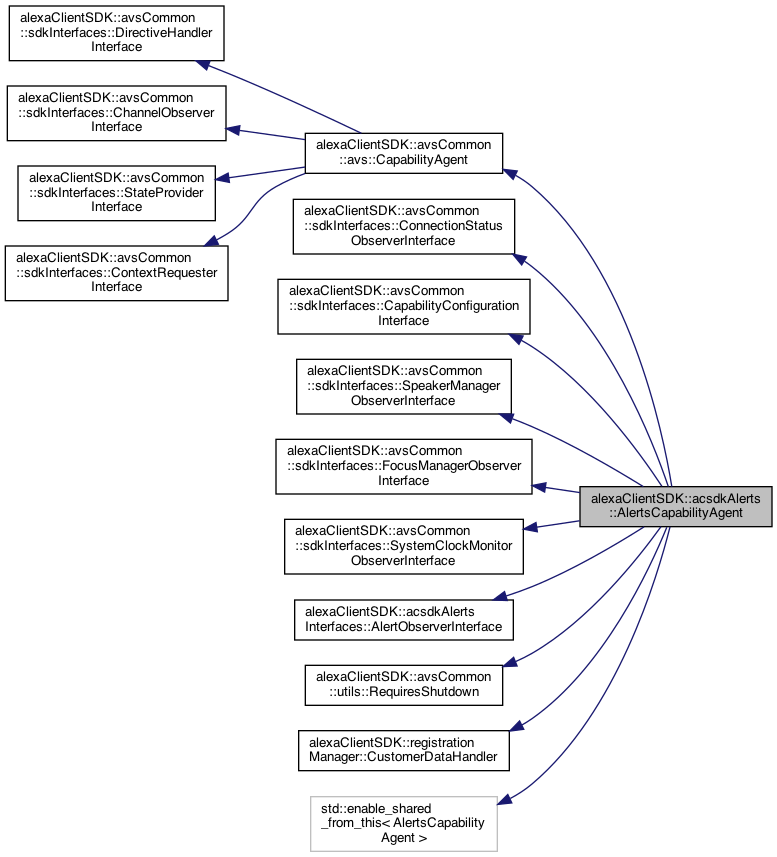 alexaClientSDK::avsCommon
::sdkInterfaces::DirectiveHandler
Interface
alexaClientSDK::avsCommon
::sdkInterfaces::ChannelObserver
Interface
alexaClientSDK::avsCommon
::sdkInterfaces::StateProvider
Interface
alexaClientSDK::avsCommon
::sdkInterfaces::ContextRequester
Interface
alexaClientSDK::avsCommon
::avs::CapabilityAgent
alexaClientSDK::avsCommon
::sdkInterfaces::ConnectionStatus
ObserverInterface
alexaClientSDK::avsCommon
::sdkInterfaces::CapabilityConfiguration
Interface
alexaClientSDK::avsCommon
::sdkInterfaces::SpeakerManager
ObserverInterface
alexaClientSDK::avsCommon
::sdkInterfaces::FocusManagerObserver
Interface
alexaClientSDK::avsCommon
::sdkInterfaces::SystemClockMonitor
ObserverInterface
alexaClientSDK::acsdkAlerts
Interfaces::AlertObserverInterface
alexaClientSDK::avsCommon
::utils::RequiresShutdown
alexaClientSDK::registration
Manager::CustomerDataHandler
std::enable_shared
_from_this< AlertsCapability
Agent >
alexaClientSDK::acsdkAlerts
::AlertsCapabilityAgent